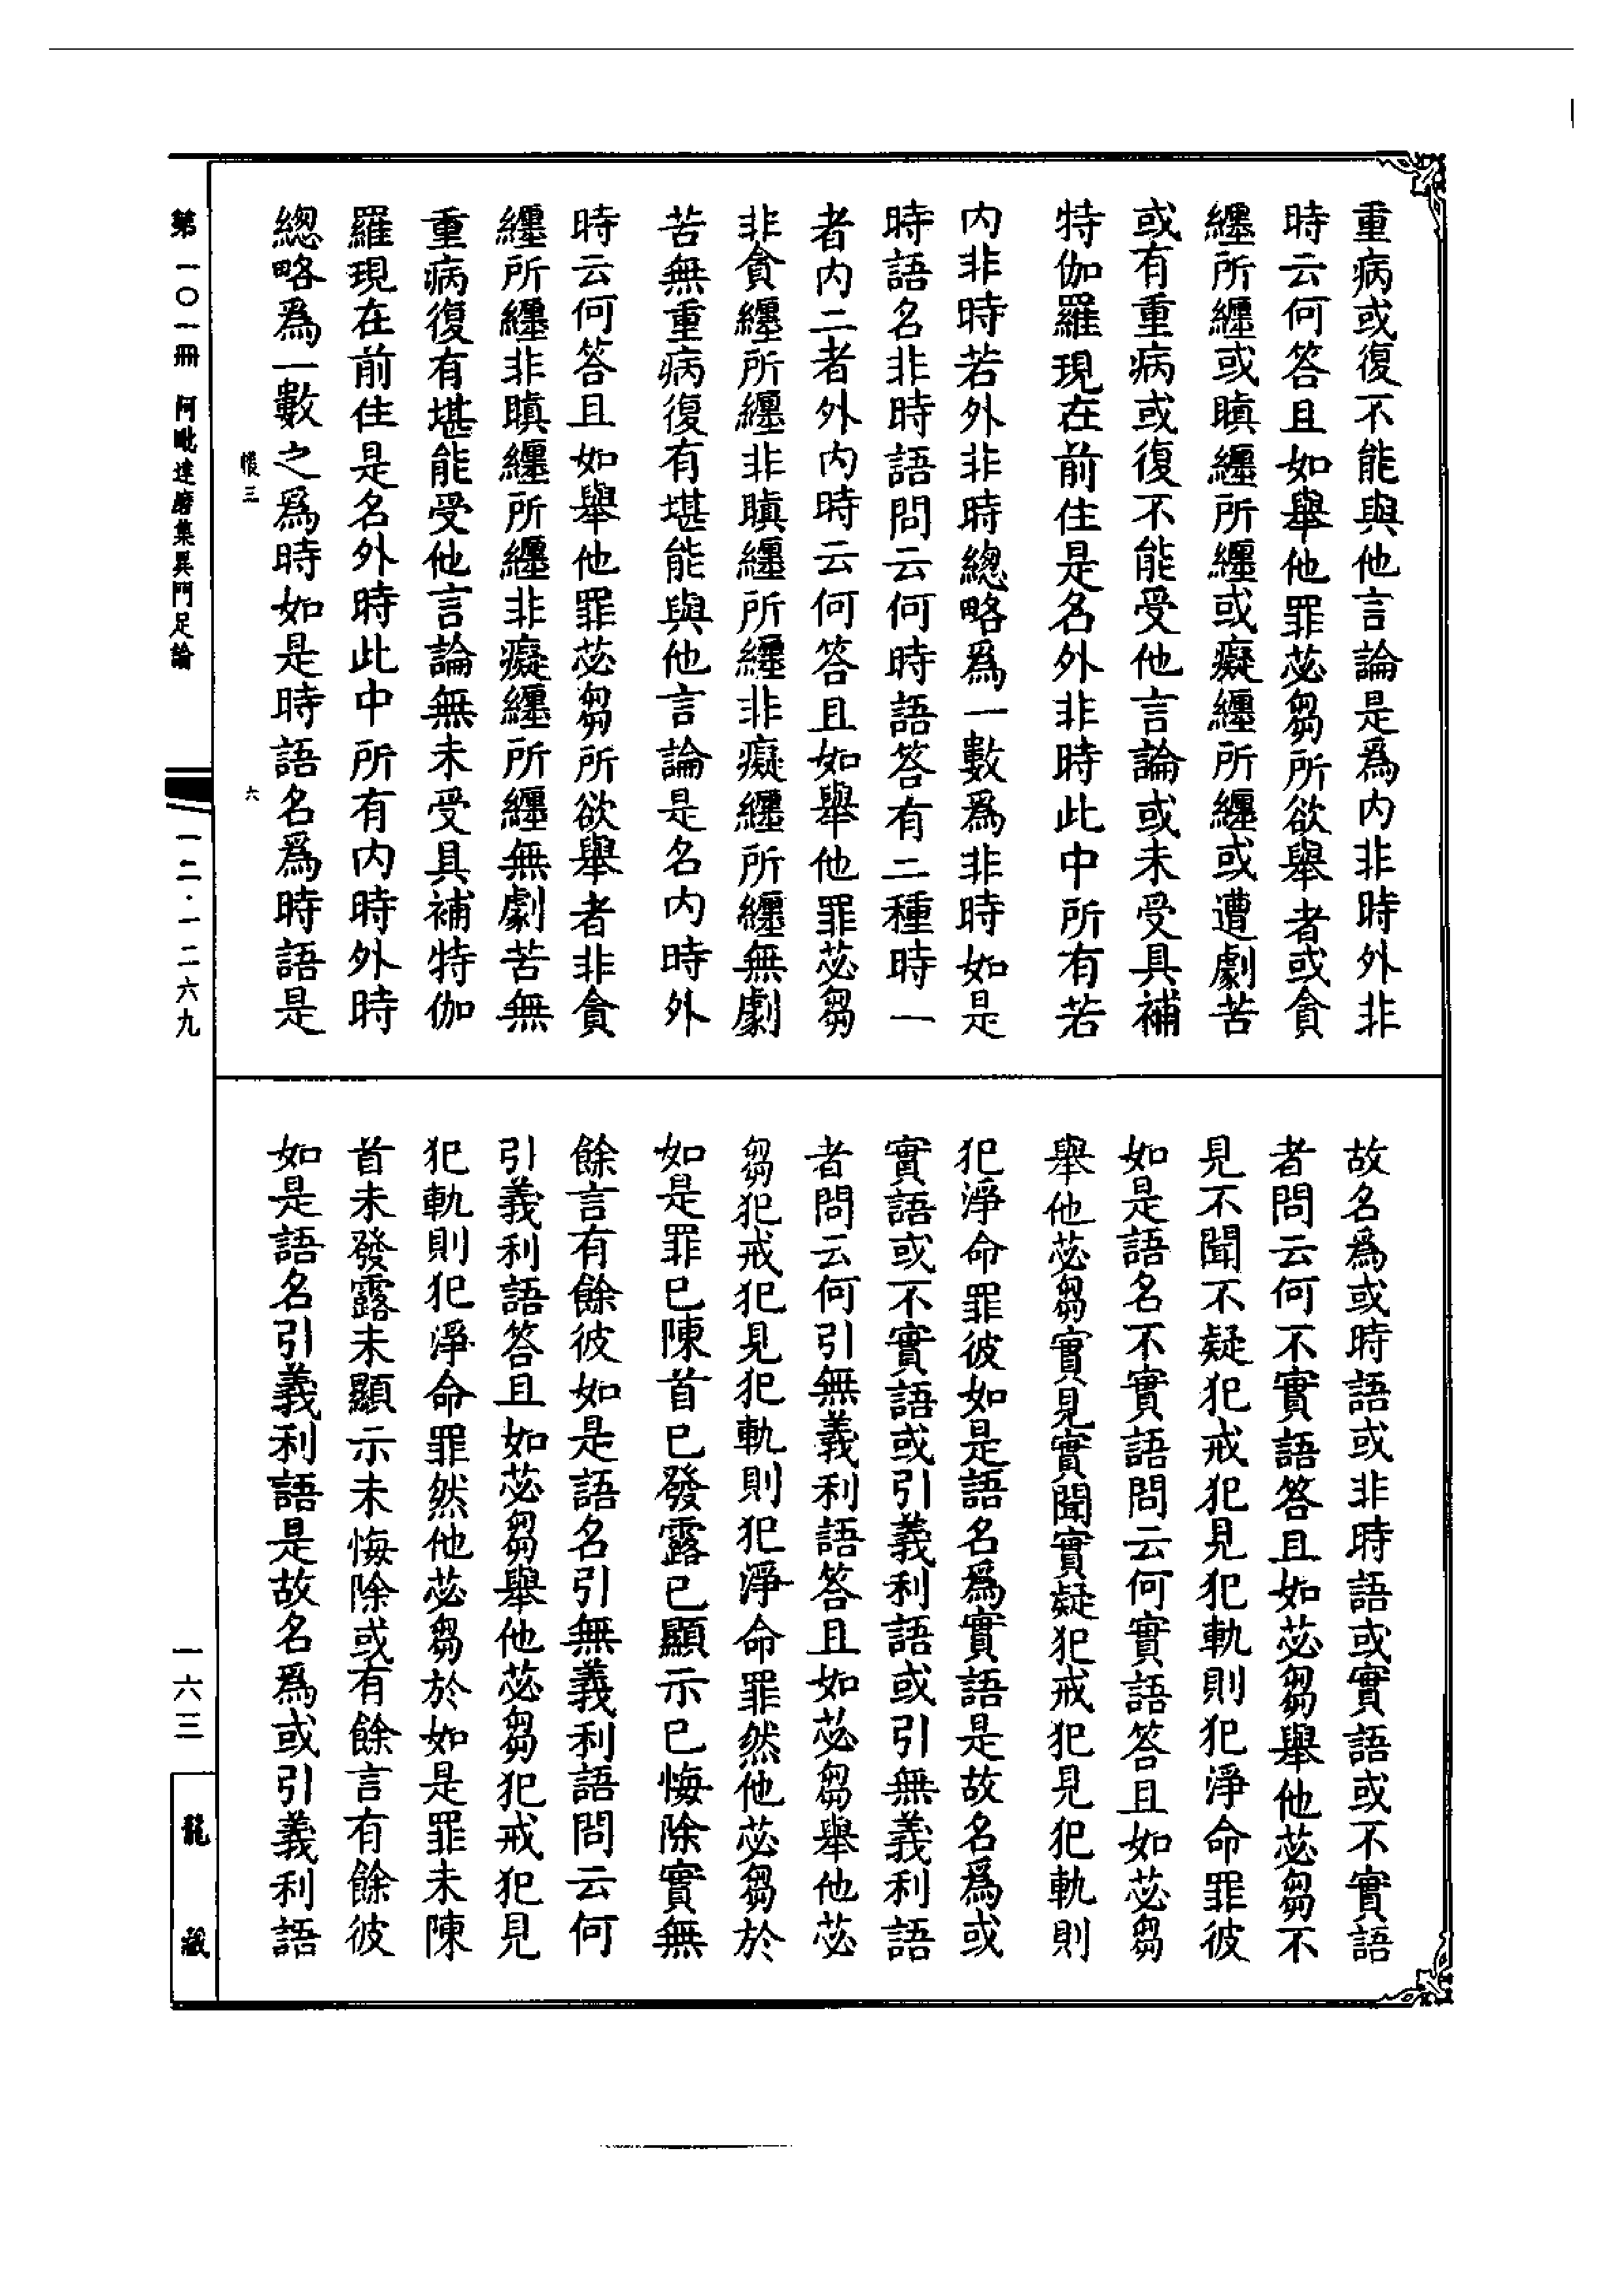 重病或復不能與他言論是爲内非時外非
時云何答且如舉他罪苾芻所欲舉者或貪
纏所纏或瞋纏所纏或癡纏所纏或遭劇苦
或有重病或復不能受他言論或未受具補
特伽羅現在前住是名外非時此中所有若
内非時若外非時總略爲一數爲非時如是
時語名非時語問云何時語答有二種時一
者内二者外内時云何答且如舉他罪苾芻
非貪纏所纏非瞋纏所纏非癡纏所纏無劇
苦無重病復有堪能與他言論是名内時外
時云何答且如舉他罪苾芻所欲舉者非貪
纏所纏非瞋纏所纏非癡纏所纏無劇苦無
重病復有堪能受他言論無未受具補特伽
羅現在前住是名外時此中所有内時外時
總略爲一數之爲時如是時語名爲時語是
故名爲或時語或非時語或實語或不實語
者問云何不實語答且如苾芻舉他苾芻不
見不聞不疑犯戒犯見犯軌則犯淨命罪彼
如是語名不實語問云何實語答且如苾芻
舉他苾芻實見實聞實疑犯戒犯見犯軌則
犯淨命罪彼如是語名爲實語是故名爲或
實語或不實語或引義利語或引無義利語
者問云何引無義利語答且如苾芻舉他苾
芻犯戒犯見犯軌則犯淨命罪然他苾芻於
如是罪已陳首已發露已顯示已悔除實無
餘言有餘彼如是語名引無義利語問云何
引義利語答且如苾芻舉他苾芻犯戒犯見
犯軌則犯淨命罪然他苾芻於如是罪未陳
首未發露未顯示未悔除或有餘言有餘彼
如是語名引義利語是故名爲或引義利語
帳三 六
第一〇一冊 阿毗達磨集異門足論
一二·一二六九
一六三
龍藏